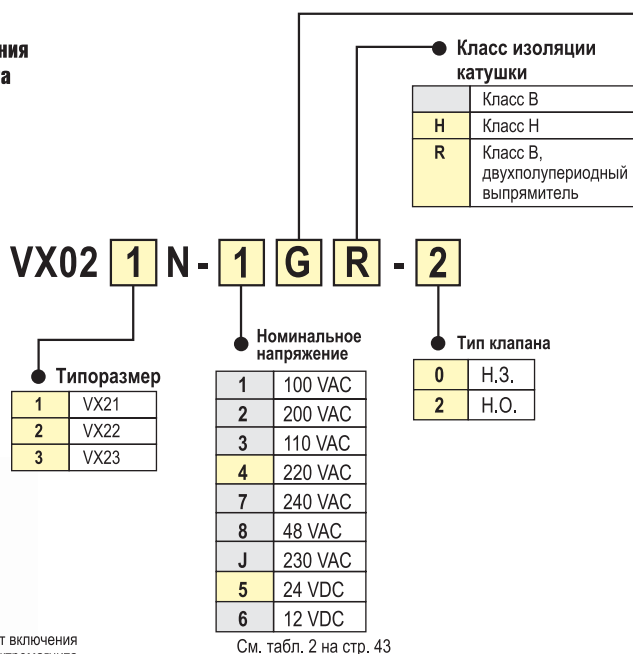 ния
а
Класс изоляции
катушки
Класс B
H Класс H
R Класс B,
двухполупериодный
выпрямитель
VX02 1 N - 1 G R - 2
Типоразмер
1 VX21
2 VX22
3 VX23
Номинальное
напряжение
1 100 VAC
2 200 VAC
3 110 VAC
4 220 VAC
7 240 VAC
8 48 VAC
J 230 VAC
5 24 VDC
6 12 VDC
См. табл. 2 на стр. 43
Тип клапана
0 Н.З.
2 Н.О.
т включения